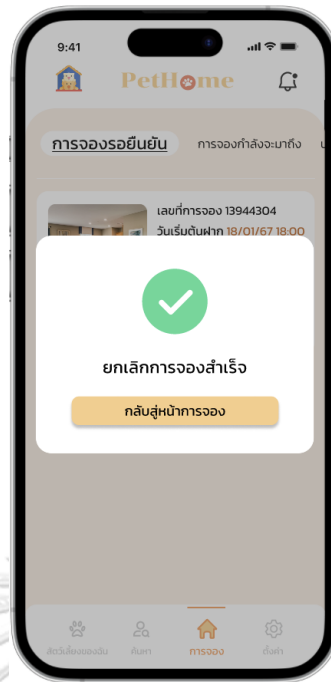 9:41
PetHome
การจองรอยืนยัน การจองกำลังจะมาถึง
เลขที่การจอง 13944304
วันเริ่มต้นฝาก 18/01/67 18:00
ยกเลิกการจองสำเร็จ
กลับสู่หน้าการจอง
สัตว์เลี้ยงของฉัน ค้นหา การจอง ตั้งค่า